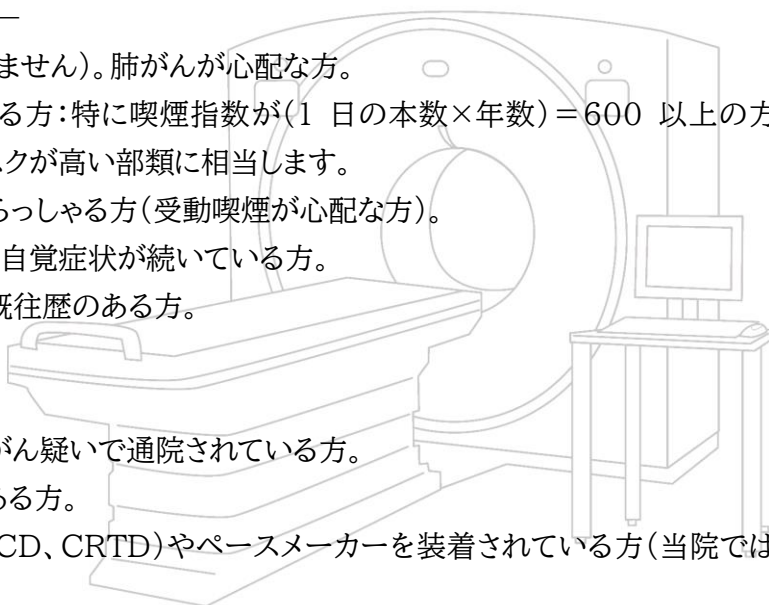 ません)。肺がんが心配な方。
る方：特に喫煙指数が(1 日の本数×年数)＝600 以上の方
スクが高い部類に相当します。
らっしゃる方(受動喫煙が心配な方)。
自覚症状が続いている方。
既往歴のある方。
がん疑いで通院されている方。
ある方。
CD、CRTD)やペースメーカーを装着されている方(当院では